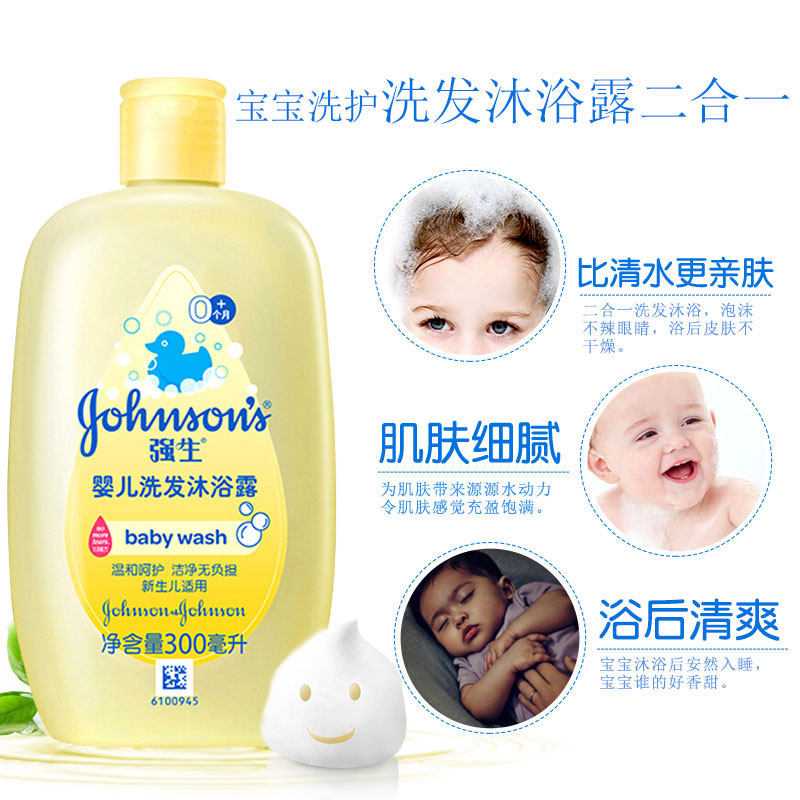 宝宝洗护洗发沐浴露二合一
0+
个月
Johnson's®
强生®
婴儿洗发沐浴露
no more tears.
baby wash
温和呵护 洁净无负担
新生儿适用
Johnson & Johnson
净含量300毫升
6100945
比清水更亲肤
二合一洗发沐浴，泡沫
不辣眼睛，浴后皮肤不
干燥。
肌肤细腻
为肌肤带来源源水动力
令肌肤感觉充盈饱满。
浴后清爽
宝宝沐浴后安然入睡，
宝宝谁的好香甜。